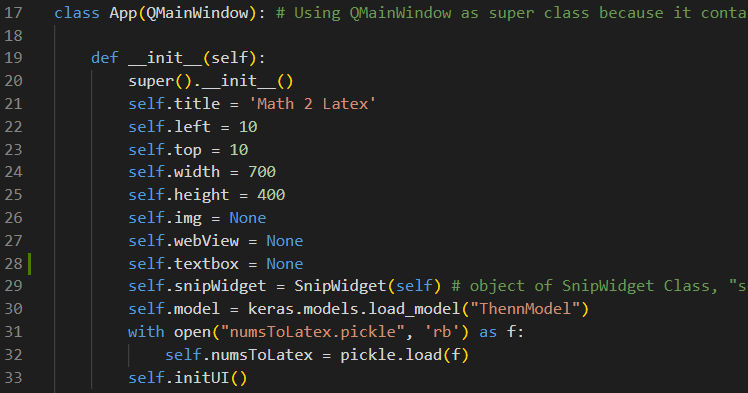 17 class App(QMainWindow): # Using QMainWindow as super class because it conta
18
19 def __init__(self):
20 super().__init__()
21 self.title = 'Math 2 Latex'
22 self.left = 10
23 self.top = 10
24 self.width = 700
25 self.height = 400
26 self.img = None
27 self.webView = None
28 self.textbox = None
29 self.snipWidget = SnipWidget(self) # object of SnipWidget Class, "s
30 self.model = keras.models.load_model("ThennModel")
31 with open("numsToLatex.pickle", 'rb') as f:
32 self.numsToLatex = pickle.load(f)
33 self.initUI()